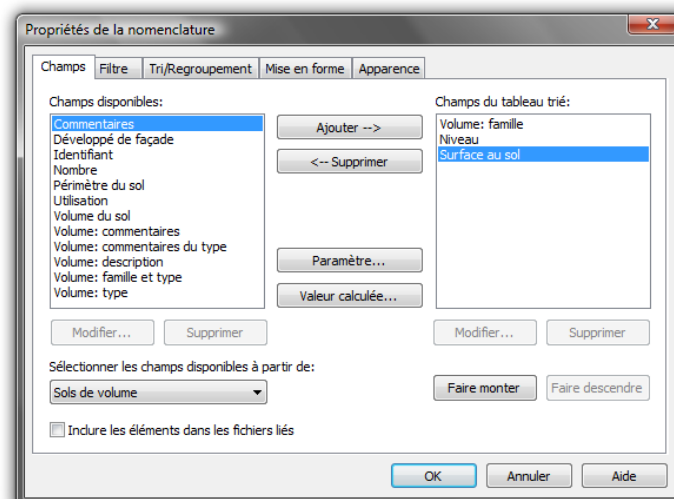 Propriétés de la nomenclature
Champs Filtre Tri/Regroupement Mise en forme Apparence
Champs disponibles:
Commentaires
Développé de façade
Identifiant
Nombre
Périmètre du sol
Utilisation
Volume du sol
Volume: commentaires
Volume: commentaires du type
Volume: description
Volume: famille et type
Volume: type
Ajouter -->
<-- Supprimer
Paramètre...
Valeur calculée...
Champs du tableau trié:
Volume: famille
Niveau
Surface au sol
Modifier... Supprimer
Modifier... Supprimer
Sélectionner les champs disponibles à partir de:
Sols de volume
Faire monter Faire descendre
Inclure les éléments dans les fichiers liés
OK Annuler Aide